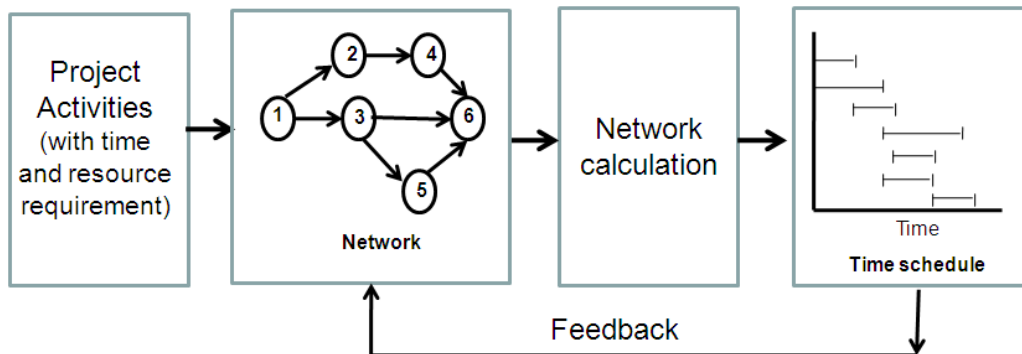 Project
Activities
(with time
and resource
requirement)
1
2
4
3
6
5
Network
Network
calculation
Time
Time schedule
Feedback